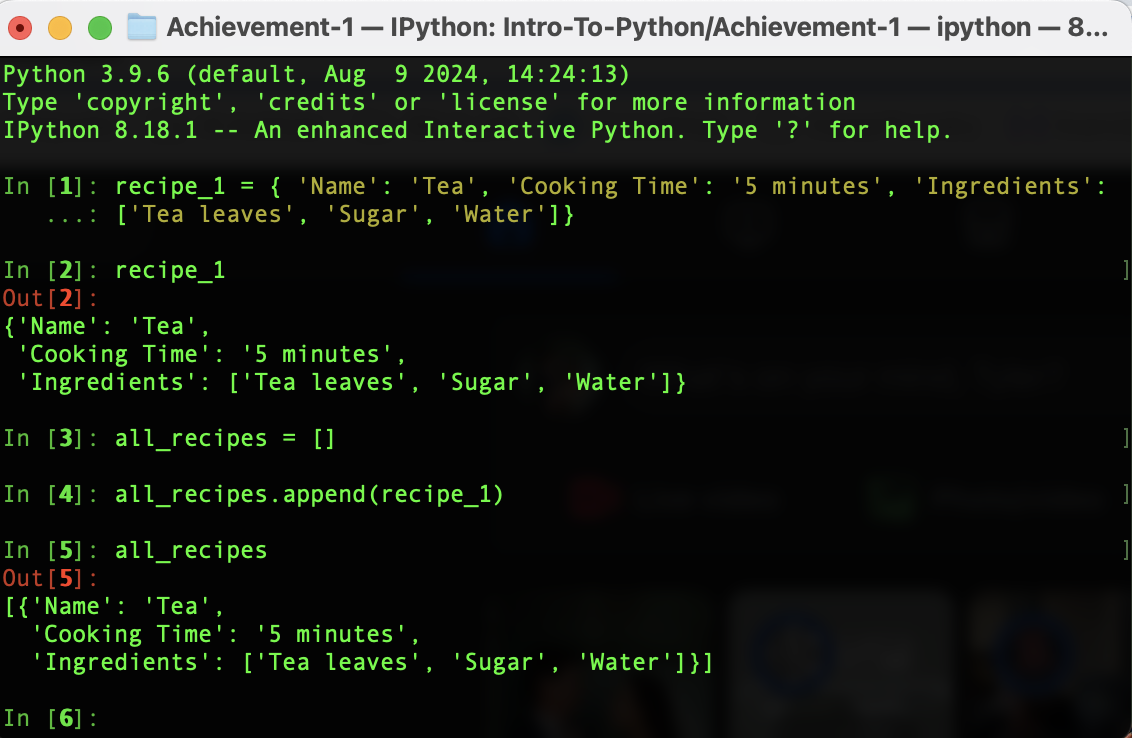 Achievement-1 — IPython: Intro-To-Python/Achievement-1 — ipython — 8...
Python 3.9.6 (default, Aug  9 2024, 14:24:13)
Type 'copyright', 'credits' or 'license' for more information
IPython 8.18.1 -- An enhanced Interactive Python. Type '?' for help.
In [1]: recipe_1 = { 'Name': 'Tea', 'Cooking Time': '5 minutes', 'Ingredients':
   ...: ['Tea leaves', 'Sugar', 'Water']}
In [2]: recipe_1 ]
Out[2]:
{'Name': 'Tea',
 'Cooking Time': '5 minutes',
 'Ingredients': ['Tea leaves', 'Sugar', 'Water']}
In [3]: all_recipes = [] ]
In [4]: all_recipes.append(recipe_1) ]
In [5]: all_recipes ]
Out[5]:
[{'Name': 'Tea',
  'Cooking Time': '5 minutes',
  'Ingredients': ['Tea leaves', 'Sugar', 'Water']}]
In [6]: